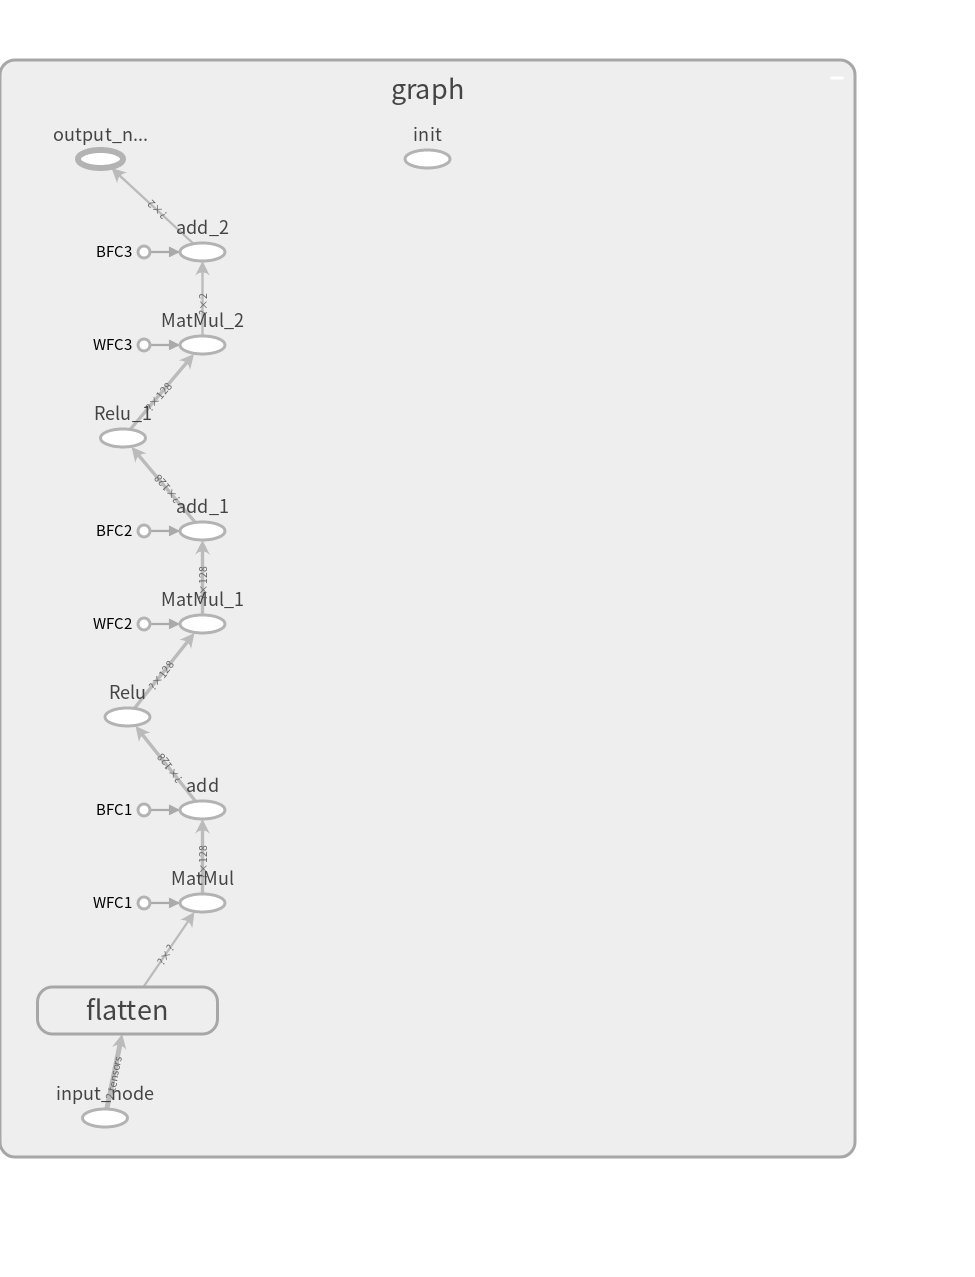 graph
output_n...
init
?×2
add_2
BFC3
?×2
MatMul_2
WFC3
?×128
Relu_1
?×128
add_1
BFC2
?×128
MatMul_1
WFC2
?×128
Relu
?×128
add
BFC1
?×128
MatMul
WFC1
?×?
flatten
2 tensors
input_node